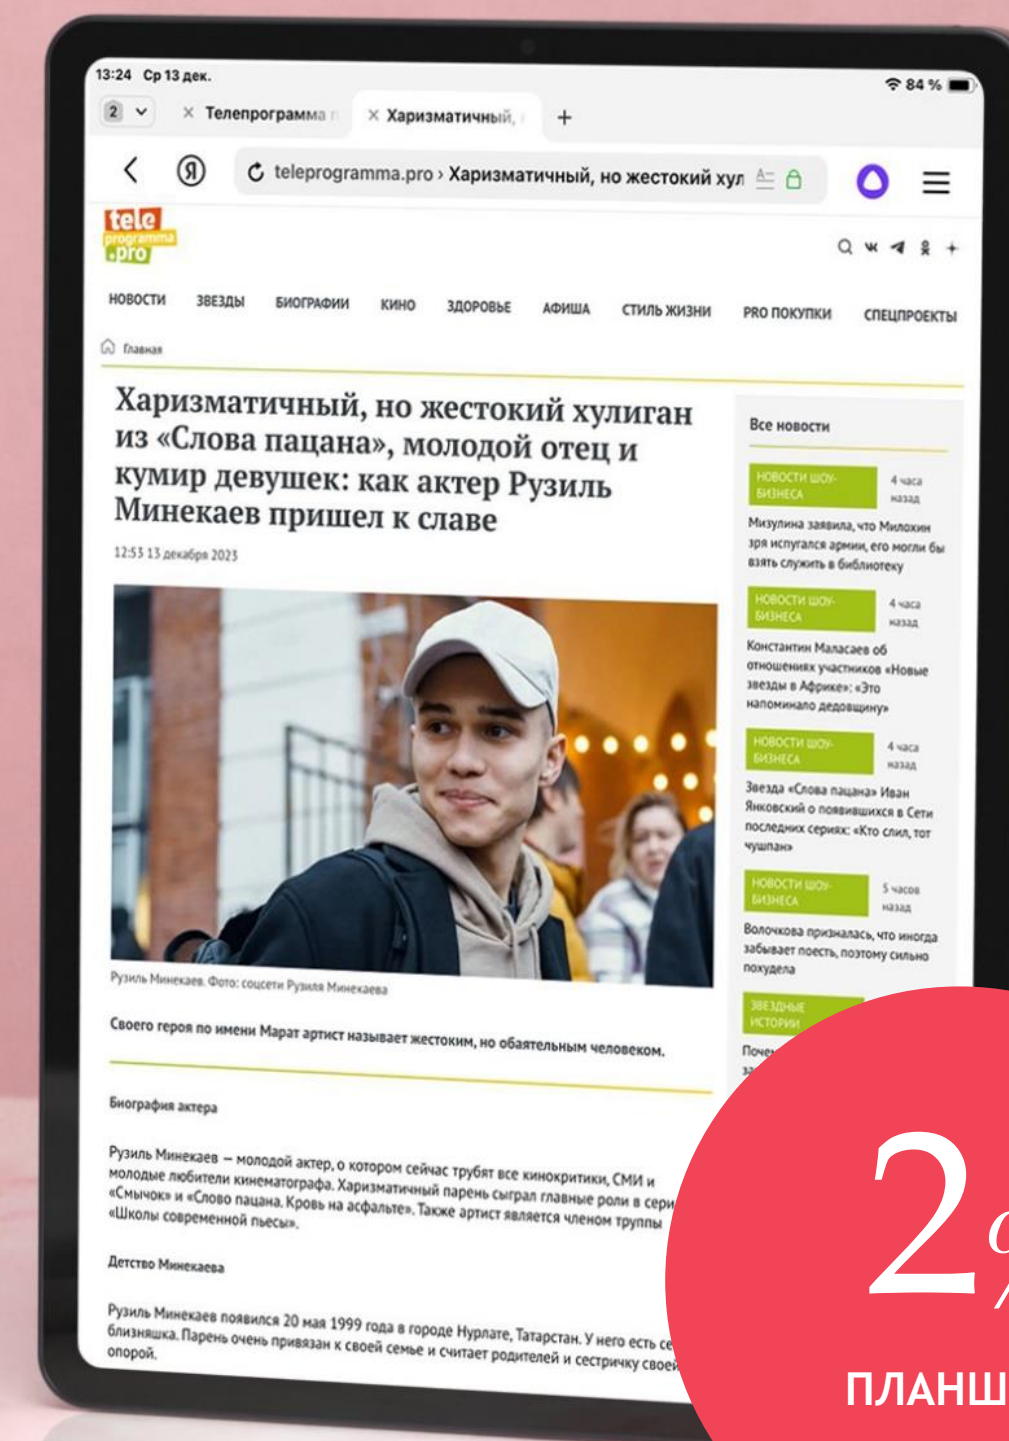 13:24 Ср 13 дек.
84 %
2
Телепрограмма
Харизматичный,
teleprogramma.pro › Харизматичный, но жестокий хул
tele
programma
.pro
НОВОСТИ ЗВЕЗДЫ БИОГРАФИИ КИНО ЗДОРОВЬЕ АФИША СТИЛЬ ЖИЗНИ PRO ПОКУПКИ СПЕЦПРОЕКТЫ
Главная
Харизматичный, но жестокий хулиган
из «Слова пацана», молодой отец и
кумир девушек: как актер Рузиль
Минекаев пришел к славе
12:53 13 декабря 2023
Рузиль Минекаев. Фото: соцсети Рузиля Минекаева
Своего героя по имени Марат артист называет жестоким, но обаятельным человеком.
Биография актера
Рузиль Минекаев — молодой актер, о котором сейчас трубят все кинокритики, СМИ и
молодые любители кинематографа. Харизматичный парень сыграл главные роли в сери
«Смычок» и «Слово пацана. Кровь на асфальте». Также артист является членом труппы
«Школы современной пьесы».
Детство Минекаева
Рузиль Минекаев появился 20 мая 1999 года в городе Нурлате, Татарстан. У него есть се
близняшка. Парень очень привязан к своей семье и считает родителей и сестричку своей
опорой.
Все новости
НОВОСТИ ШОУ-
БИЗНЕСА
4 часа
назад
Мизулина заявила, что Милохин
зря испугался армии, его могли бы
взять служить в библиотеку
НОВОСТИ ШОУ-
БИЗНЕСА
4 часа
назад
Константин Маласаев об
отношениях участников «Новые
звезды в Африке»: «Это
напоминало дедовщину»
НОВОСТИ ШОУ-
БИЗНЕСА
4 часа
назад
Звезда «Слова пацана» Иван
Янковский о появившихся в Сети
последних сериях: «Кто слил, тот
чушпан»
НОВОСТИ ШОУ-
БИЗНЕСА
5 часов
назад
Волочкова призналась, что иногда
забывает поесть, поэтому сильно
похудела
ЗВЕЗДНЫЕ
ИСТОРИИ
Почем
2%
ПЛАНШ